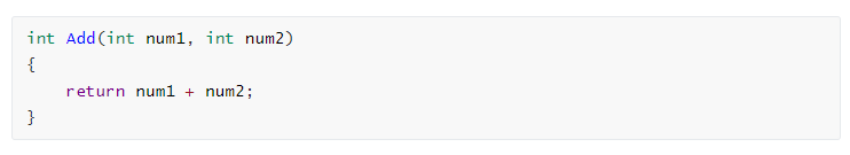 int Add(int num1, int num2)
{
    return num1 + num2;
}